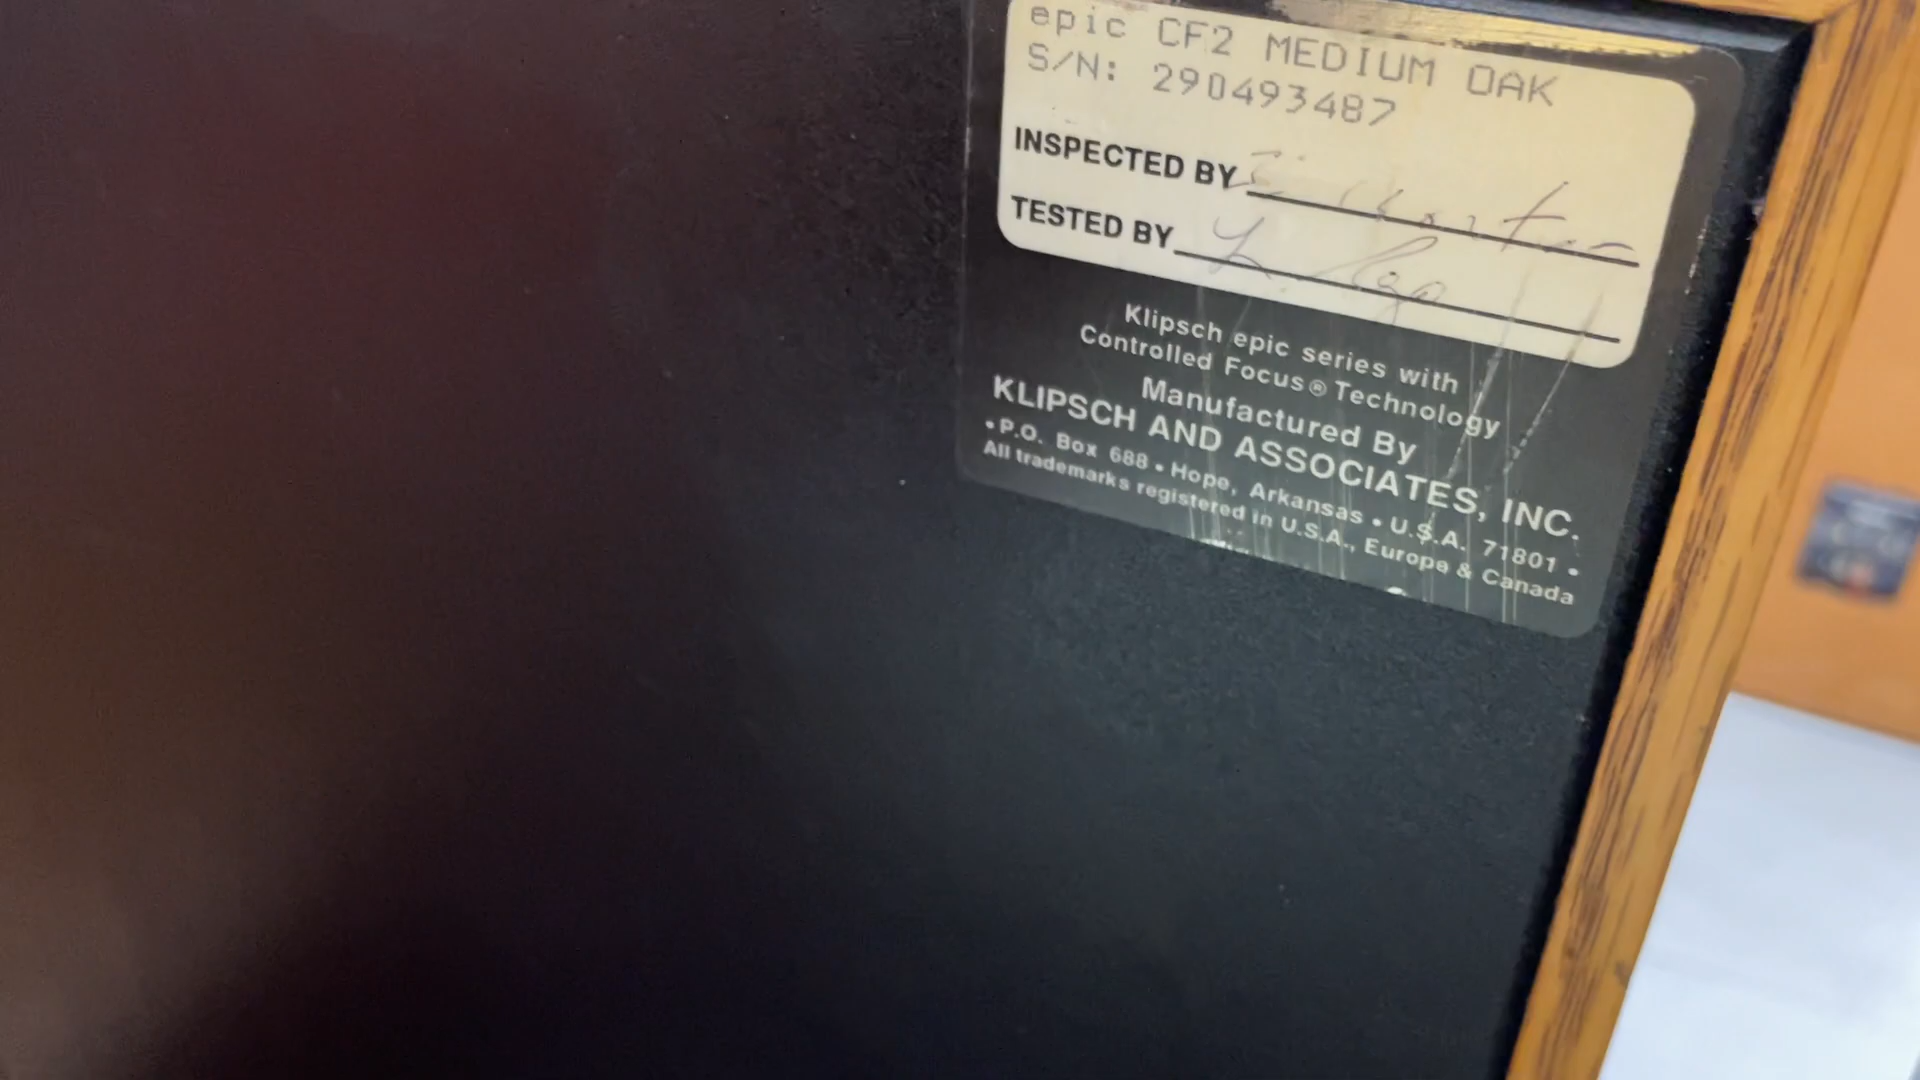 epic CF2 MEDIUM OAK
S/N: 290493487
INSPECTED BY
TESTED BY
Klipsch epic series with
Controlled Focus® Technology
Manufactured By
KLIPSCH AND ASSOCIATES, INC.
• P.O. Box 688 • Hope, Arkansas • U.S.A. 71801 •
All trademarks registered in U.S.A., Europe & Canada